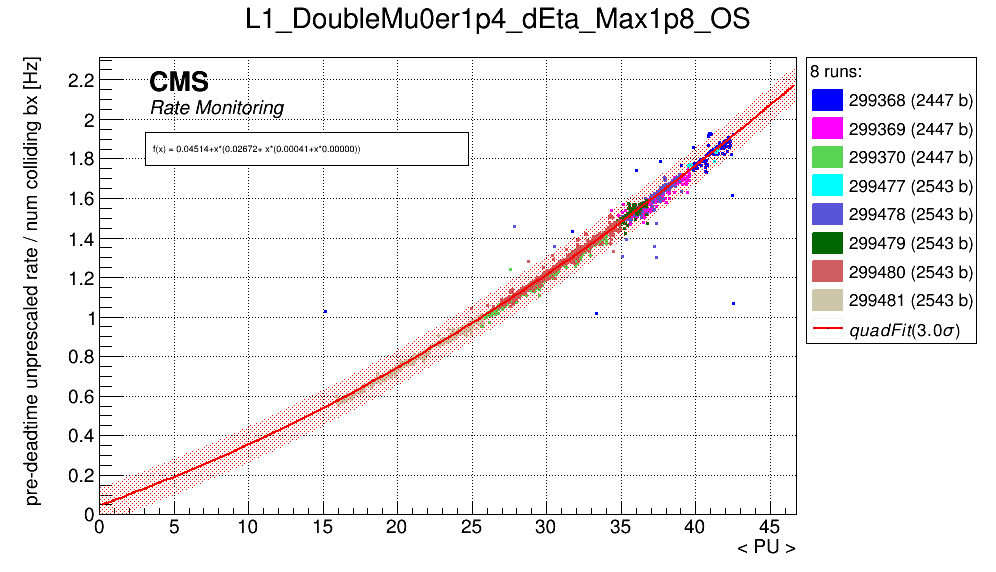 L1_DoubleMu0er1p4_dEta_Max1p8_OS
pre-deadtime unprescaled rate / num colliding bx [Hz]
CMS
Rate Monitoring
f(x) = 0.04514+x*(0.02672+ x*(0.00041+x*0.00000))
2.2
2
1.8
1.6
1.4
1.2
1
0.8
0.6
0.4
0.2
0
0 5 10 15 20 25 30 35 40 45
< PU >
8 runs:
299368 (2447 b)
299369 (2447 b)
299370 (2447 b)
299477 (2543 b)
299478 (2543 b)
299479 (2543 b)
299480 (2543 b)
299481 (2543 b)
quadFit(3.0σ)